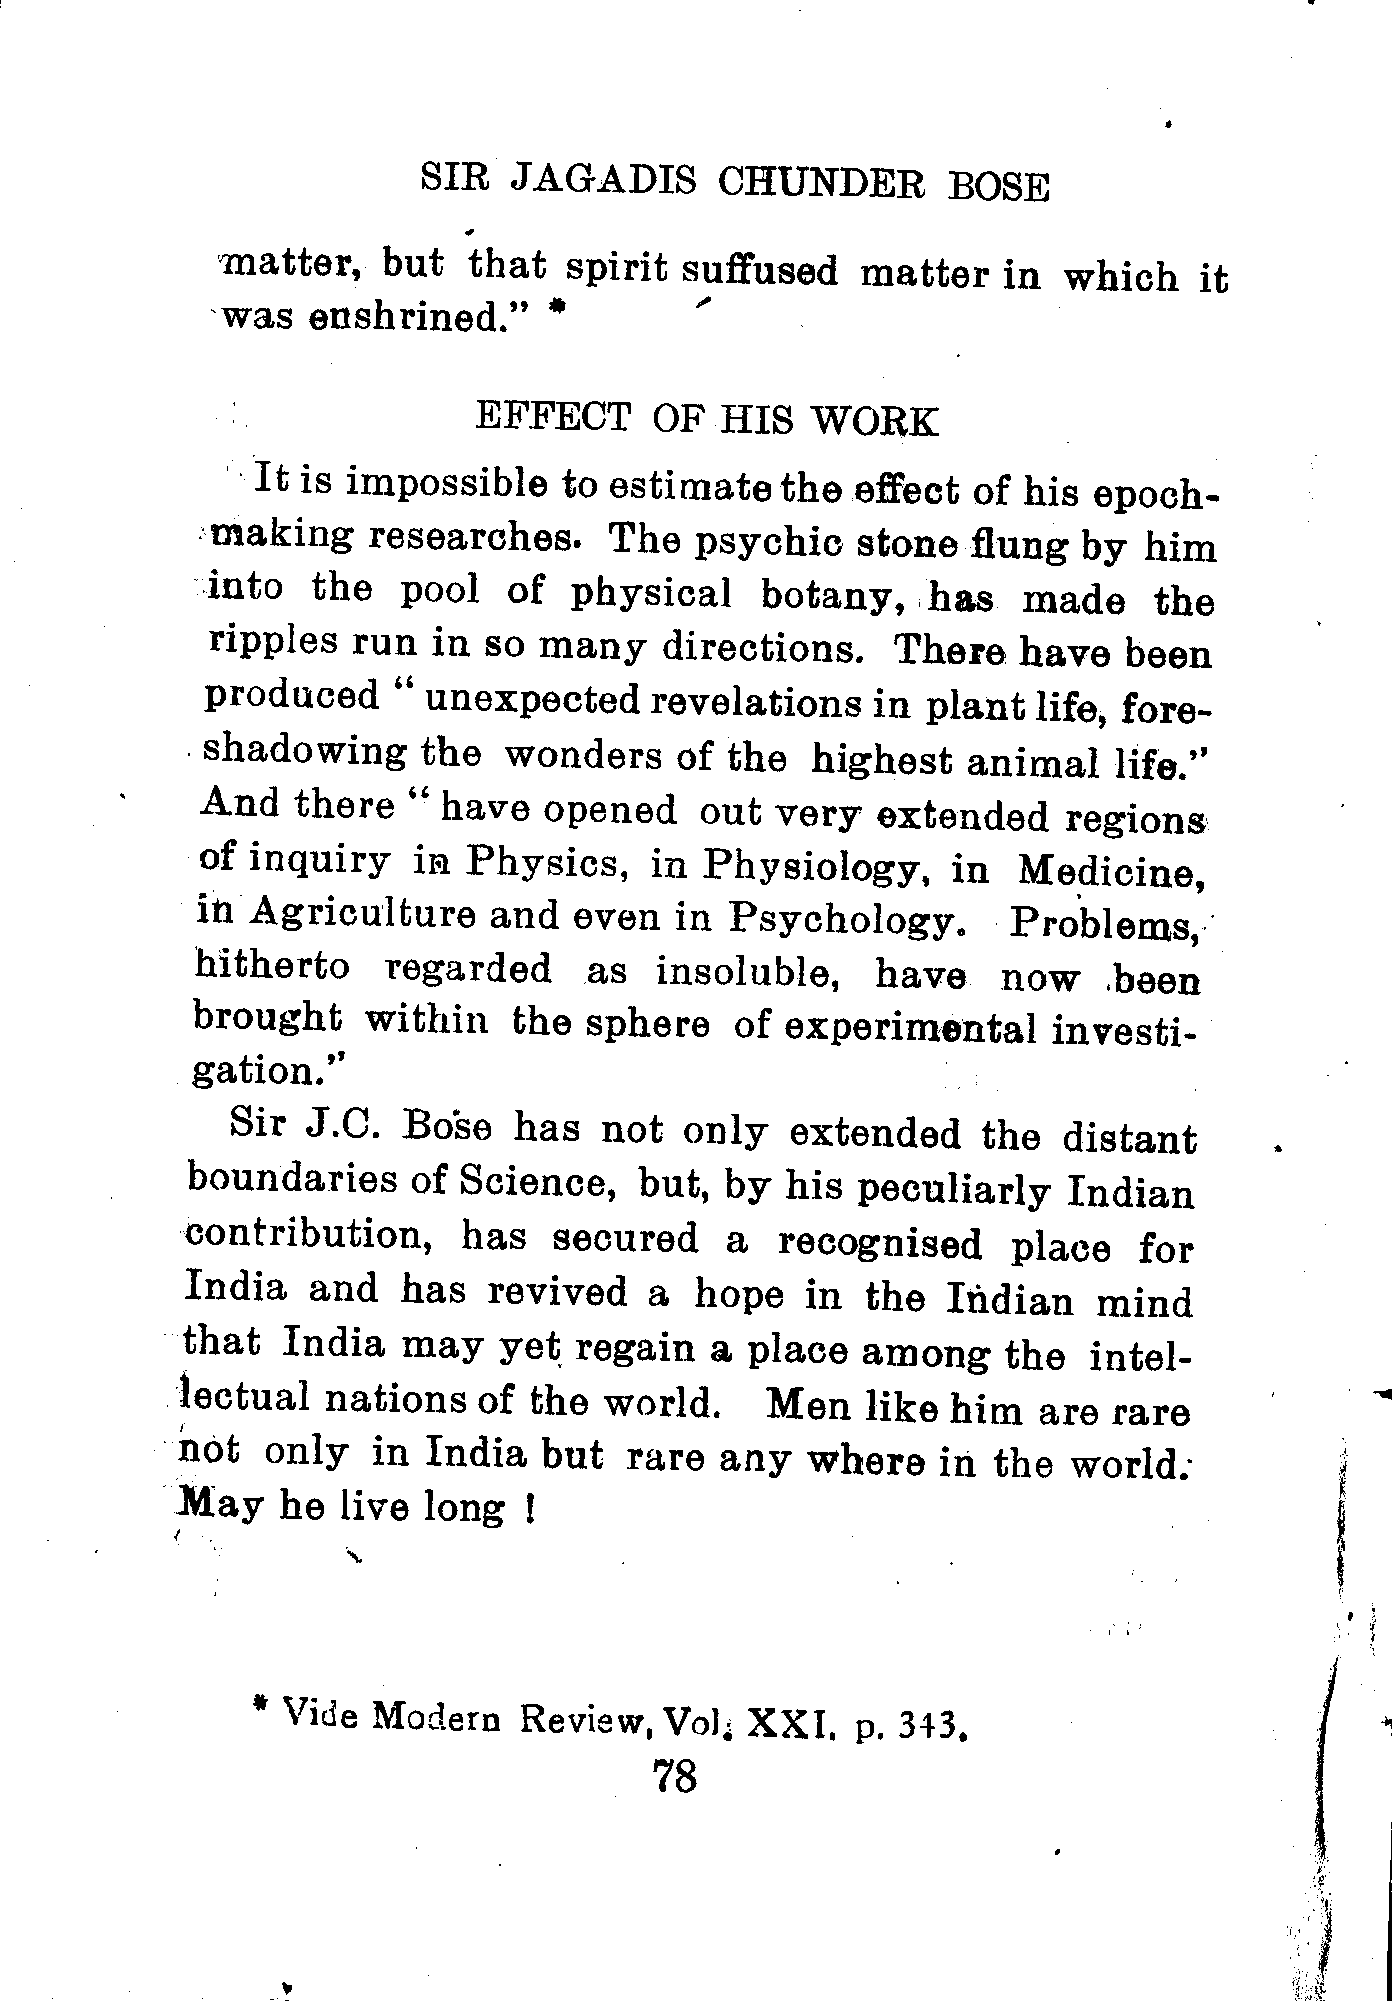 SIR JAGADIS CHUNDER BOSE
matter, but that spirit suffused matter in which it
was enshrined.” *
EFFECT OF HIS WORK
It is impossible to estimate the effect of his epoch-
making researches. The psychic stone flung by him
into the pool of physical botany, has made the
ripples run in so many directions. There have been
produced “ unexpected revelations in plant life, fore-
shadowing the wonders of the highest animal life.”
And there “ have opened out very extended regions
of inquiry in Physics, in Physiology, in Medicine,
in Agriculture and even in Psychology. Problems,
hitherto regarded as insoluble, have now been
brought within the sphere of experimental investi-
gation.”
Sir J.C. Bose has not only extended the distant
boundaries of Science, but, by his peculiarly Indian
contribution, has secured a recognised place for
India and has revived a hope in the Indian mind
that India may yet regain a place among the intel-
lectual nations of the world. Men like him are rare
not only in India but rare any where in the world.
May he live long !
* Vide Modern Review, Vol. XXI. p. 343.
78